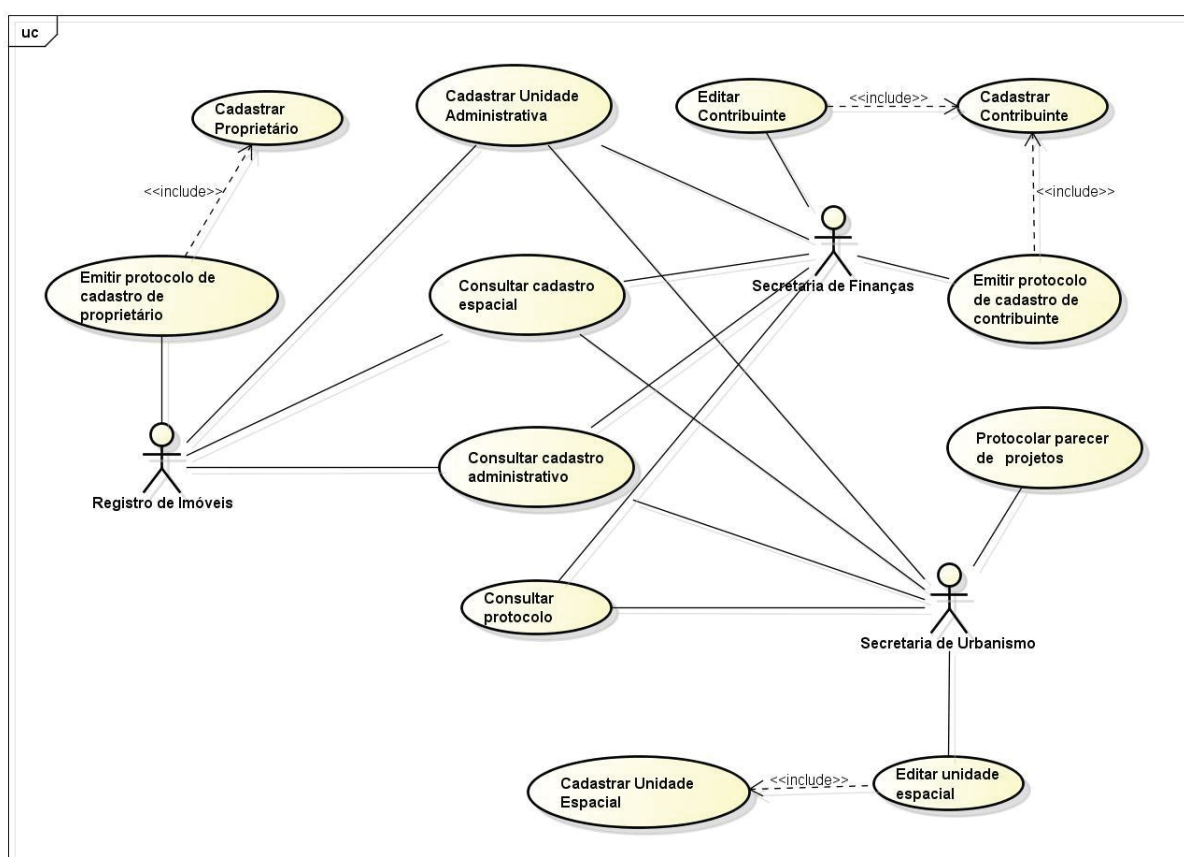 uc
Cadastrar
Proprietário
Cadastrar Unidade
Administrativa
Editar
Contribuinte
<<include>>
Cadastrar
Contribuinte
<<include>>
<<include>>
Emitir protocolo de
cadastro de
proprietário
Consultar cadastro
espacial
Secretaria de Finanças
Emitir protocolo
de cadastro de
contribuinte
Registro de Imóveis
Consultar cadastro
administrativo
Protocolar parecer
de projetos
Consultar
protocolo
Secretaria de Urbanismo
Cadastrar Unidade
Espacial
<<include>>
Editar unidade
espacial